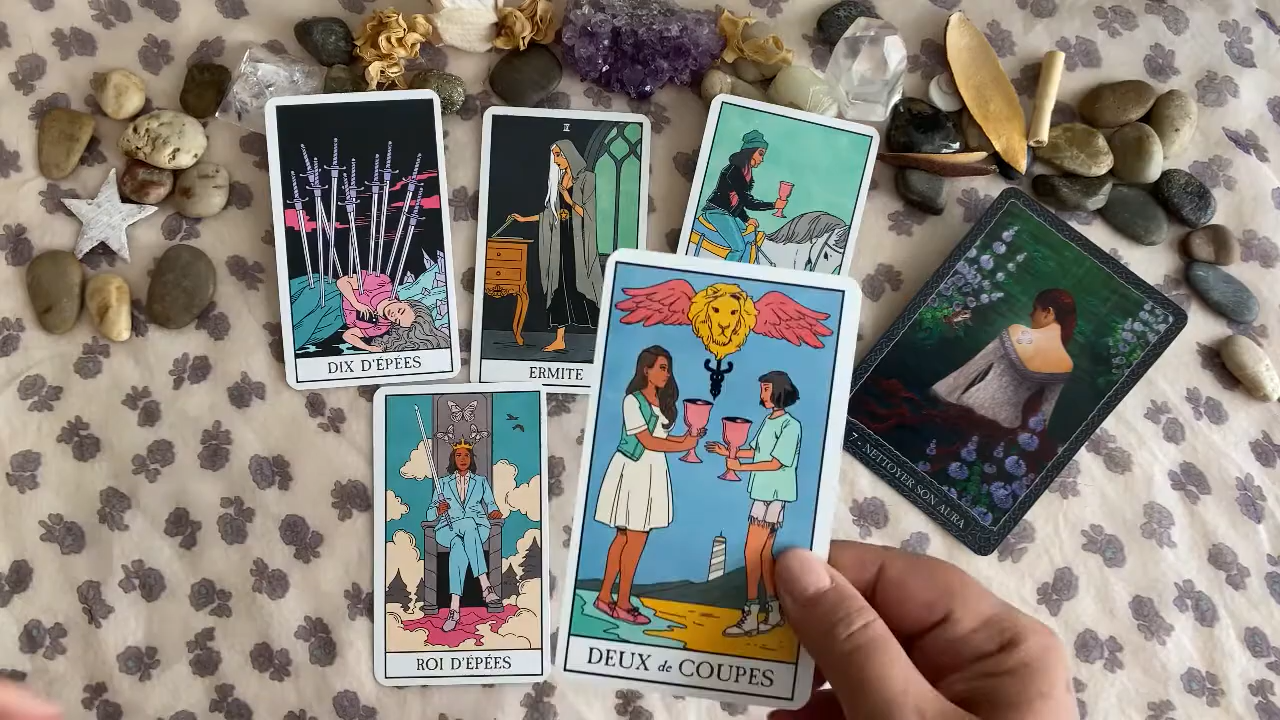 DIX D'ÉPÉES
ERMITE
ROI D'ÉPÉES
DEUX de COUPES
7 - NETTOYER SON AURA